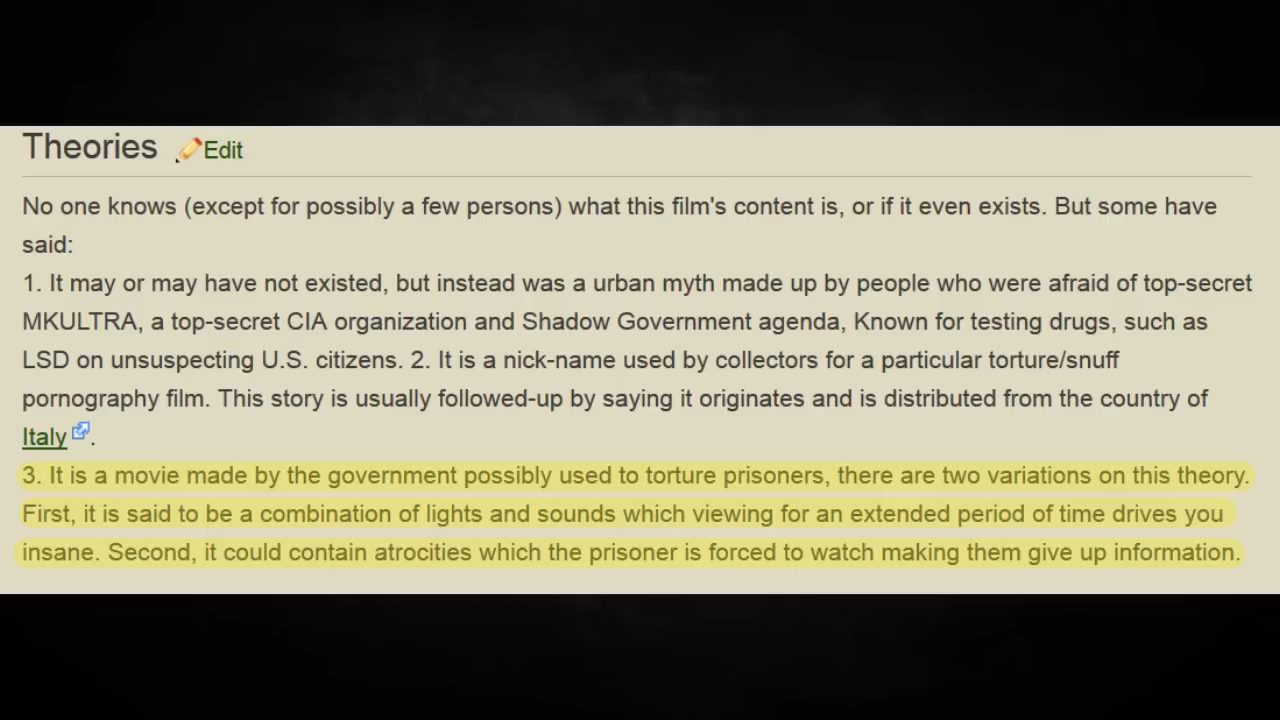 Theories Edit
No one knows (except for possibly a few persons) what this film's content is, or if it even exists. But some have
said:
1. It may or may have not existed, but instead was a urban myth made up by people who were afraid of top-secret
MKULTRA, a top-secret CIA organization and Shadow Government agenda, Known for testing drugs, such as
LSD on unsuspecting U.S. citizens. 2. It is a nick-name used by collectors for a particular torture/snuff
pornography film. This story is usually followed-up by saying it originates and is distributed from the country of
Italy.
3. It is a movie made by the government possibly used to torture prisoners, there are two variations on this theory.
First, it is said to be a combination of lights and sounds which viewing for an extended period of time drives you
insane. Second, it could contain atrocities which the prisoner is forced to watch making them give up information.